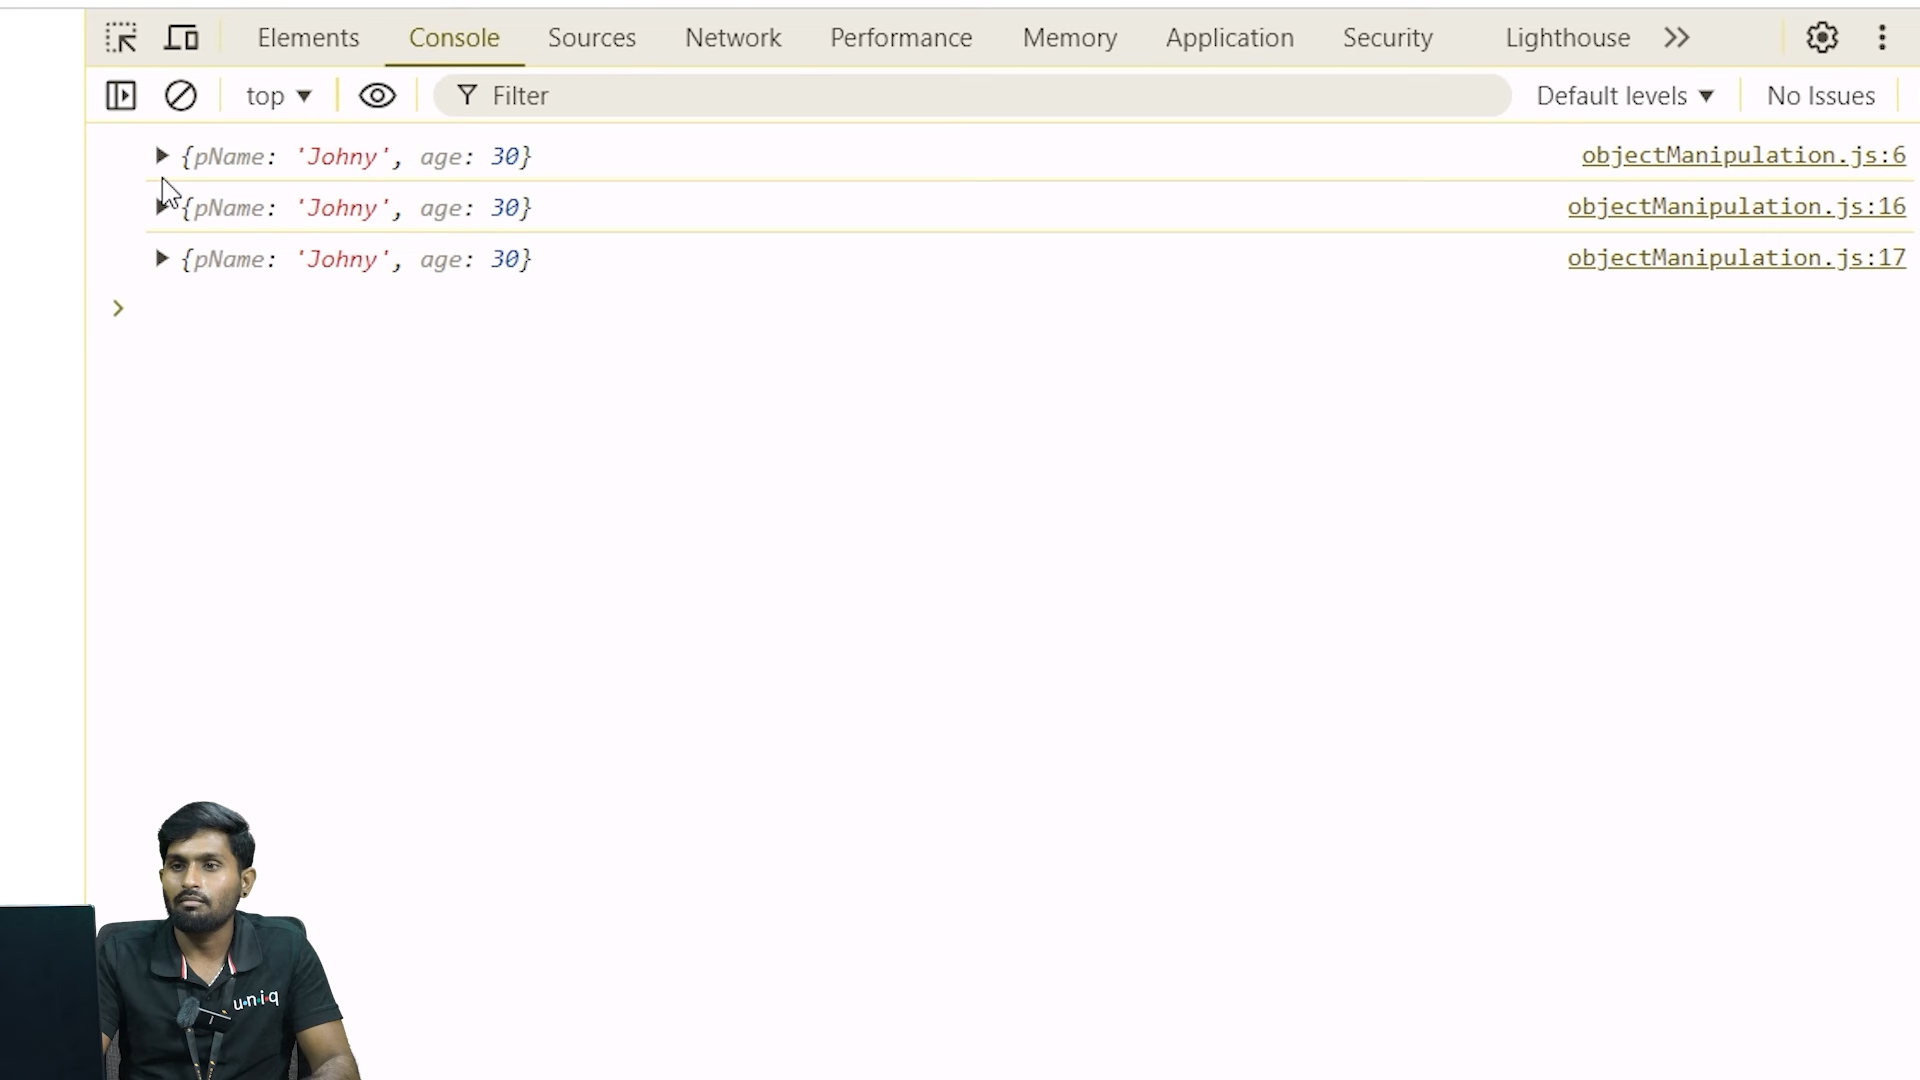 Elements Console Sources Network Performance Memory Application Security Lighthouse
top Filter Default levels No Issues
{pName: 'Johny', age: 30} objectManipulation.js:6
{pName: 'Johny', age: 30} objectManipulation.js:16
{pName: 'Johny', age: 30} objectManipulation.js:17
u·n·i·q